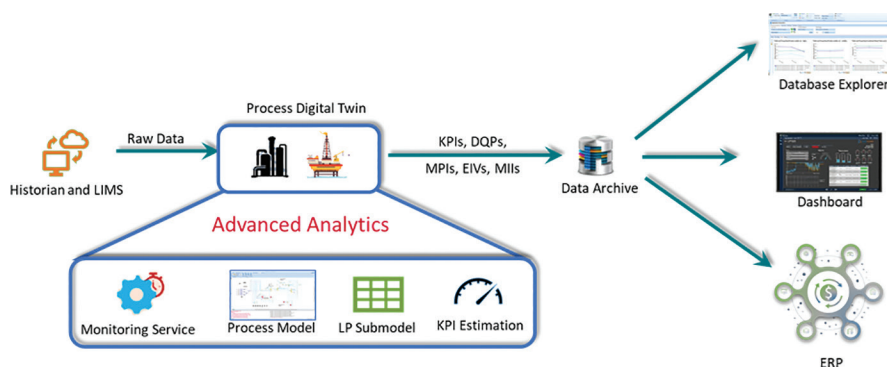 Process Digital Twin
Raw Data
Historian and LIMS
KPIs, DQPs,
MPIs, EIVs, MIIs
Data Archive
Database Explorer
Dashboard
ERP
Advanced Analytics
Monitoring Service
Process Model
LP Submodel
KPI Estimation